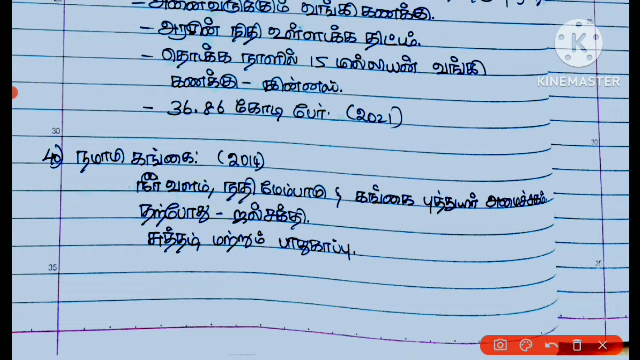 - அனைவருக்கும் வங்கி கணக்கு.
- அரசின் நிதி உள்ளாக்க திட்டம்.
- தொடக்க நாளில் 15 மில்லியன் வங்கி
கணக்கு - கின்னஸ்.
- 36.86 கோடி பேர். (2021)
KINEMASTER
30
4) நமாமி கங்கை: (2014)
நீர் வளம், நதி மேம்பாடு & கங்கை புத்துயிர் அமைச்சகம்
தற்போது - ஜல்சக்தி.
சுத்தம் மற்றும் பாதுகாப்பு.
35